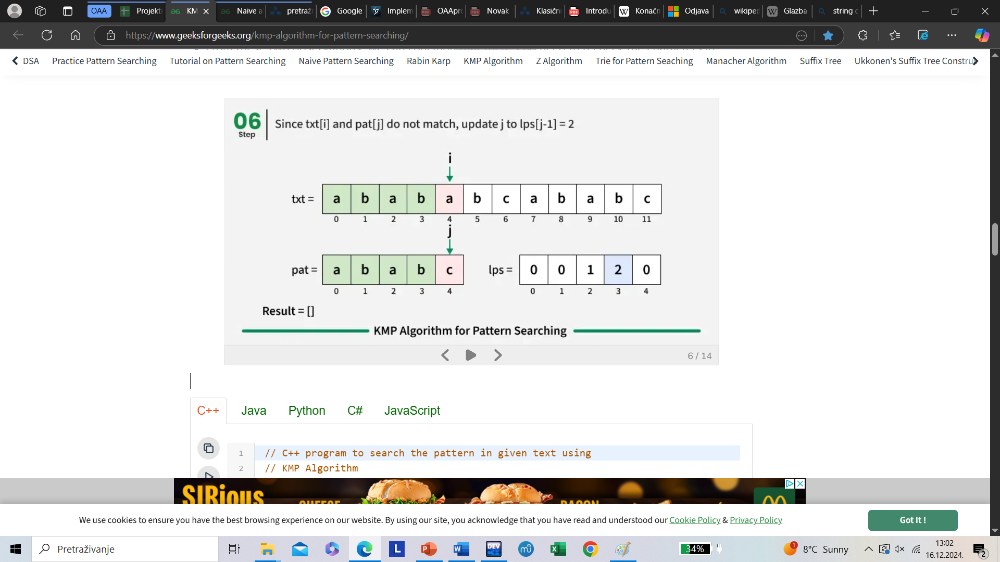 OAA
Projekt
KM
Naive a
pretraži
Google
Implem
OAApro
Novak
Klasičn
Introdu
Konačn
Odjava
wikiped
Glazba
string c
https://www.geeksforgeeks.org/kmp-algorithm-for-pattern-searching/
DSA Practice Pattern Searching Tutorial on Pattern Searching Naive Pattern Searching Rabin Karp KMP Algorithm Z Algorithm Trie for Pattern Seaching Manacher Algorithm Suffix Tree Ukkonen's Suffix Tree Constru
06
Step
Since txt[i] and pat[j] do not match, update j to lps[j-1] = 2
i
txt = a b a b a b c a b a b c
0 1 2 3 4 5 6 7 8 9 10 11
j
pat = a b a b c lps = 0 0 1 2 0
0 1 2 3 4 0 1 2 3 4
Result = []
KMP Algorithm for Pattern Searching
6 / 14
C++ Java Python C# JavaScript
1 // C++ program to search the pattern in given text using
2 // KMP Algorithm
SIRious
CHEESE
BACON
We use cookies to ensure you have the best browsing experience on our website. By using our site, you acknowledge that you have read and understood our Cookie Policy & Privacy Policy
Got It !
Pretraživanje
L
DEV
C++
34%
8°C Sunny
13:02
16.12.2024.
1
2